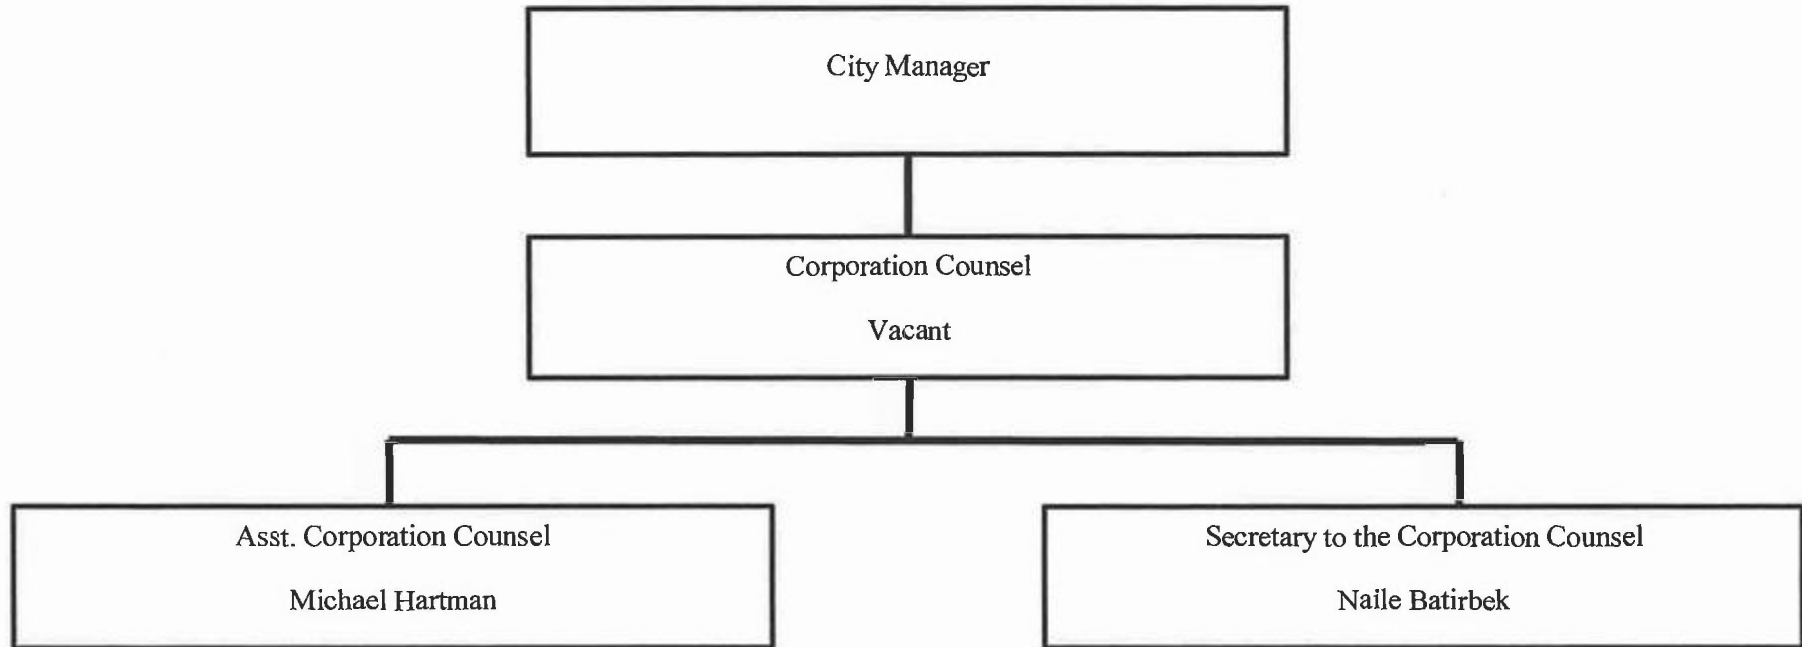 City Manager
Corporation Counsel
Vacant
Asst. Corporation Counsel
Michael Hartman
Secretary to the Corporation Counsel
Naile Batirbek